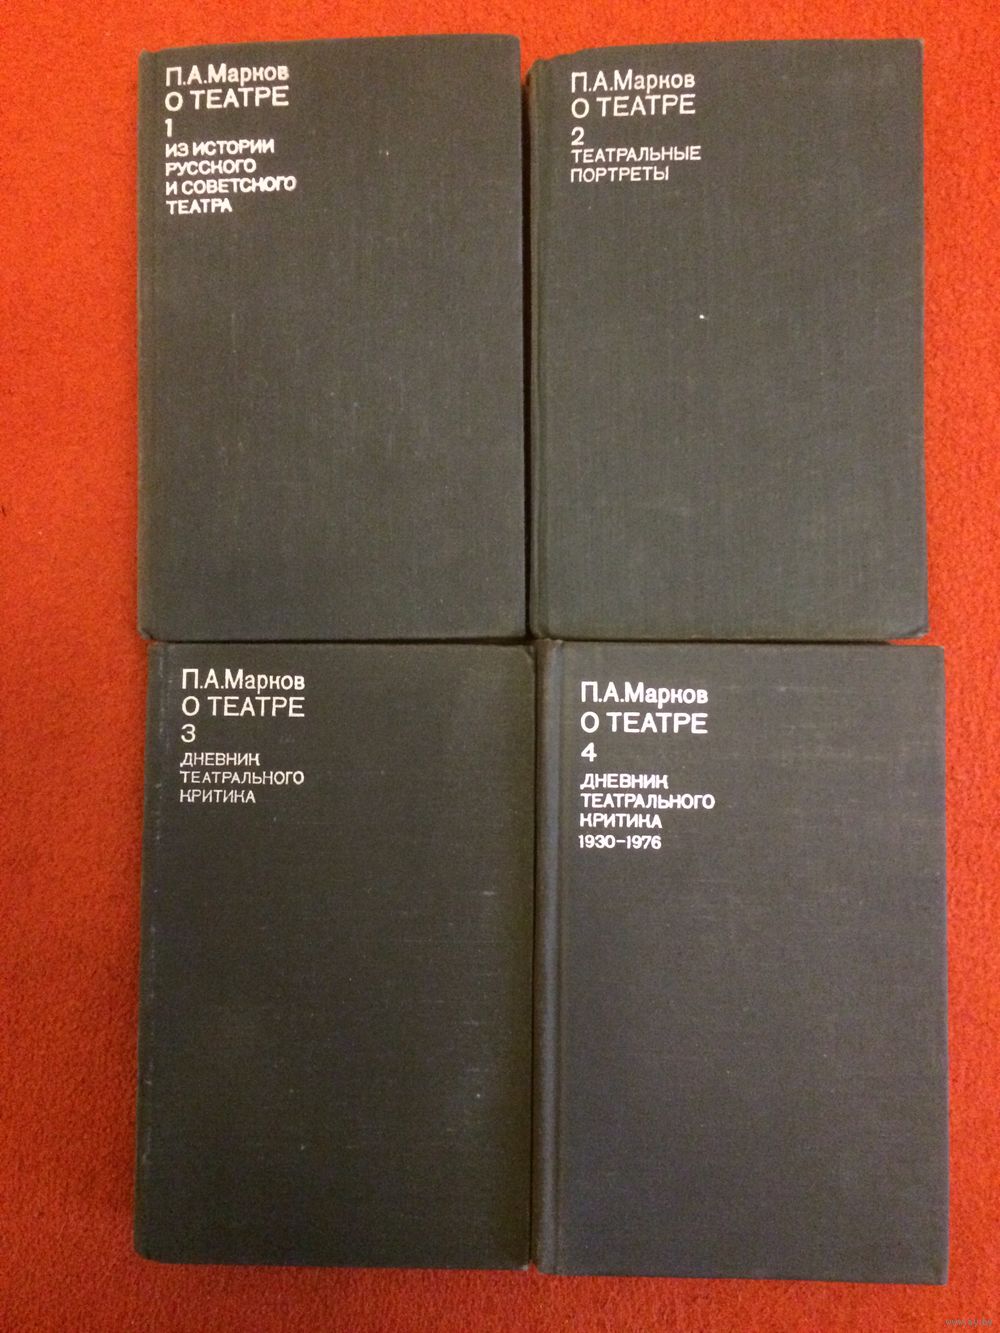 П.А.Марков
О ТЕАТРЕ
1
ИЗ ИСТОРИИ
РУССКОГО
И СОВЕТСКОГО
ТЕАТРА
П.А.Марков
О ТЕАТРЕ
2
ТЕАТРАЛЬНЫЕ
ПОРТРЕТЫ
П.А.Марков
О ТЕАТРЕ
3
ДНЕВНИК
ТЕАТРАЛЬНОГО
КРИТИКА
П.А.Марков
О ТЕАТРЕ
4
ДНЕВНИК
ТЕАТРАЛЬНОГО
КРИТИКА
1930–1976